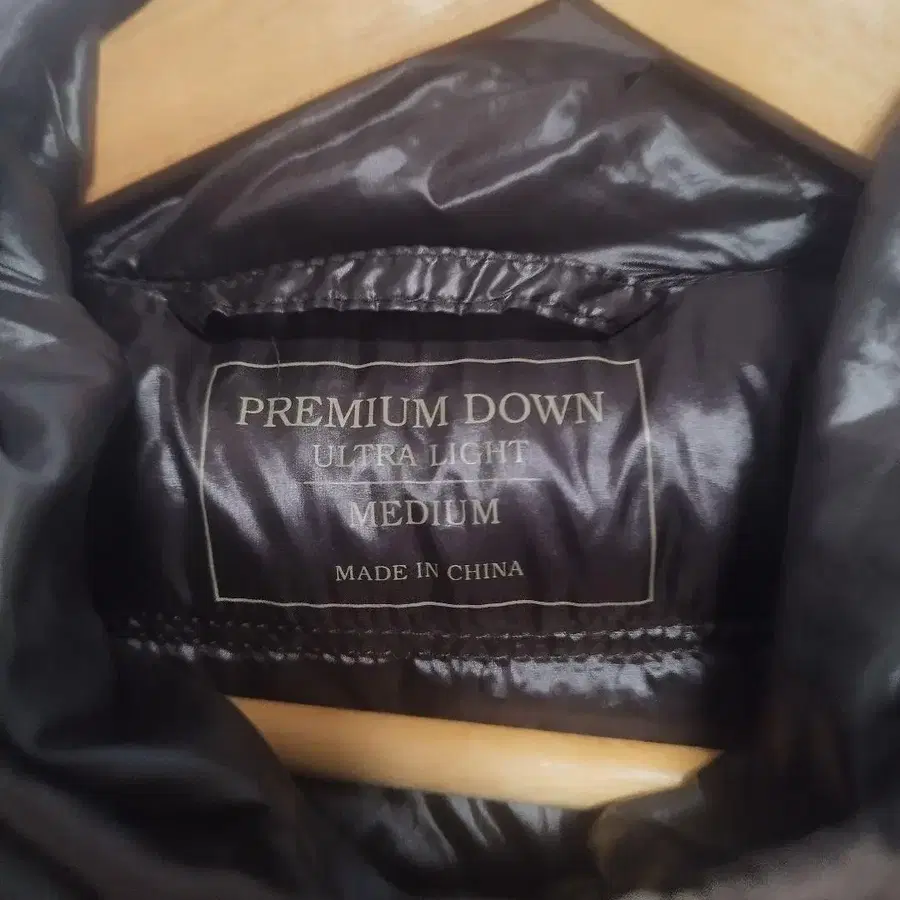 PREMIUM DOWN
ULTRA LIGHT
MEDIUM
MADE IN CHINA